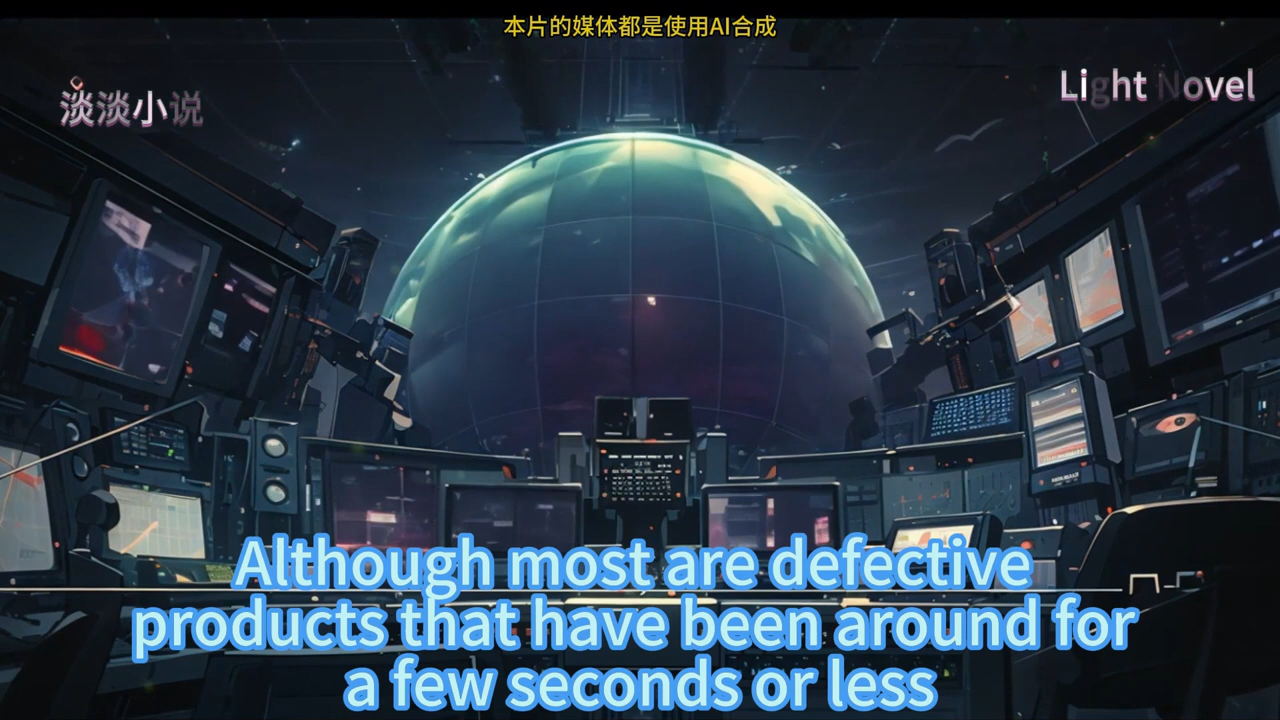 本片的媒体都是使用AI合成
淡淡小说
Light Novel
Although most are defective
products that have been around for
a few seconds or less